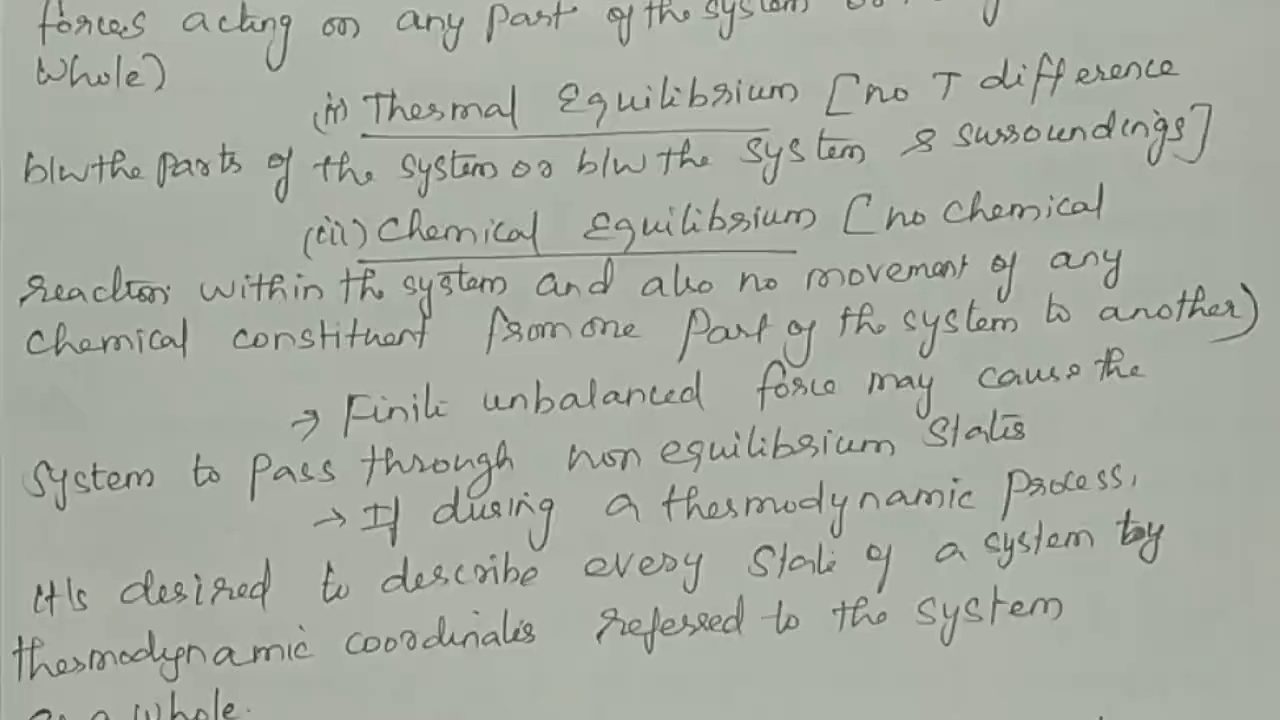 forces acting on any part of the system
whole)
(ii) Thermal Equilibrium [no T difference
b/w the parts of the system or b/w the system & surroundings]
(iii) Chemical Equilibrium [no chemical
reaction within the system and also no movement of any
chemical constituent from one part of the system to another)
→ Finite unbalanced force may cause the
system to pass through non equilibrium states
→ If during a thermodynamic process,
it is desired to describe every state of a system by
thermodynamic coordinates referred to the system
as a whole.